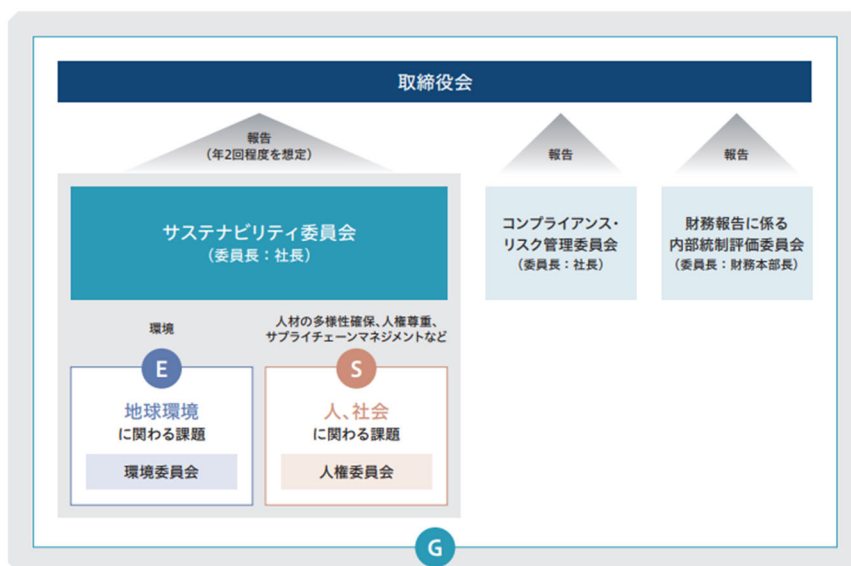 取締役会
報告
（年2回程度を想定）
報告
報告
サステナビリティ委員会
（委員長：社長）
コンプライアンス・
リスク管理委員会
（委員長：社長）
財務報告に係る
内部統制評価委員会
（委員長：財務本部長）
環境
人材の多様性確保、人権尊重、
サプライチェーンマネジメントなど
E
地球環境
に関わる課題
環境委員会
S
人、社会
に関わる課題
人権委員会
G